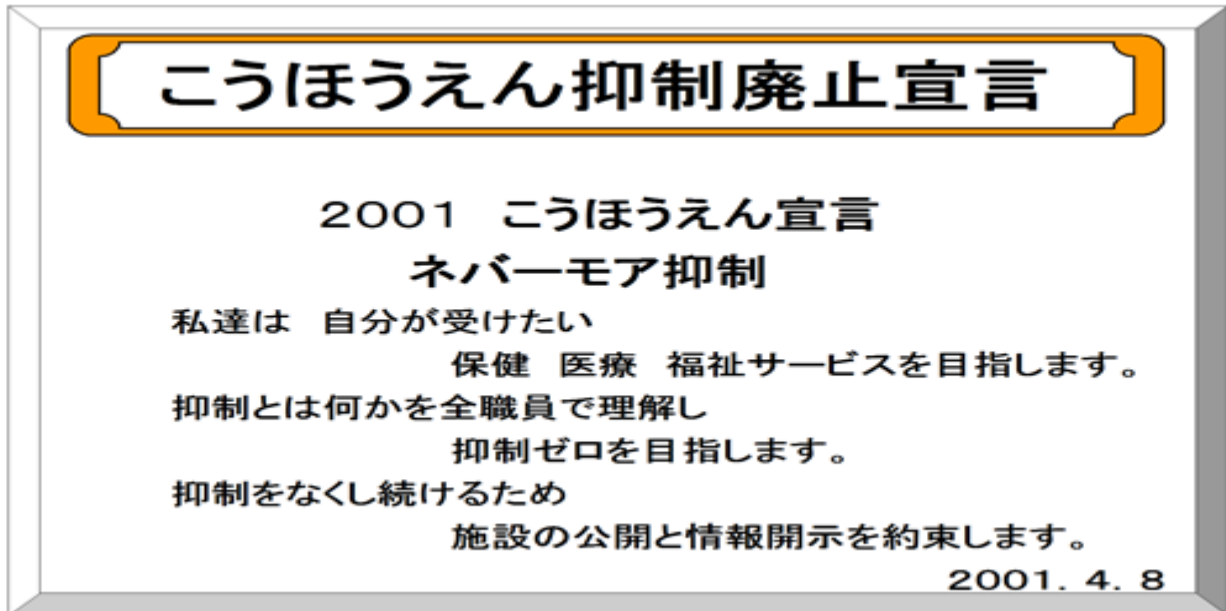 こうほうえん抑制廃止宣言
2001　こうほうえん宣言
ネバーモア抑制
私達は　自分が受けたい
保健　医療　福祉サービスを目指します。
抑制とは何かを全職員で理解し
抑制ゼロを目指します。
抑制をなくし続けるため
施設の公開と情報開示を約束します。
2001. 4. 8